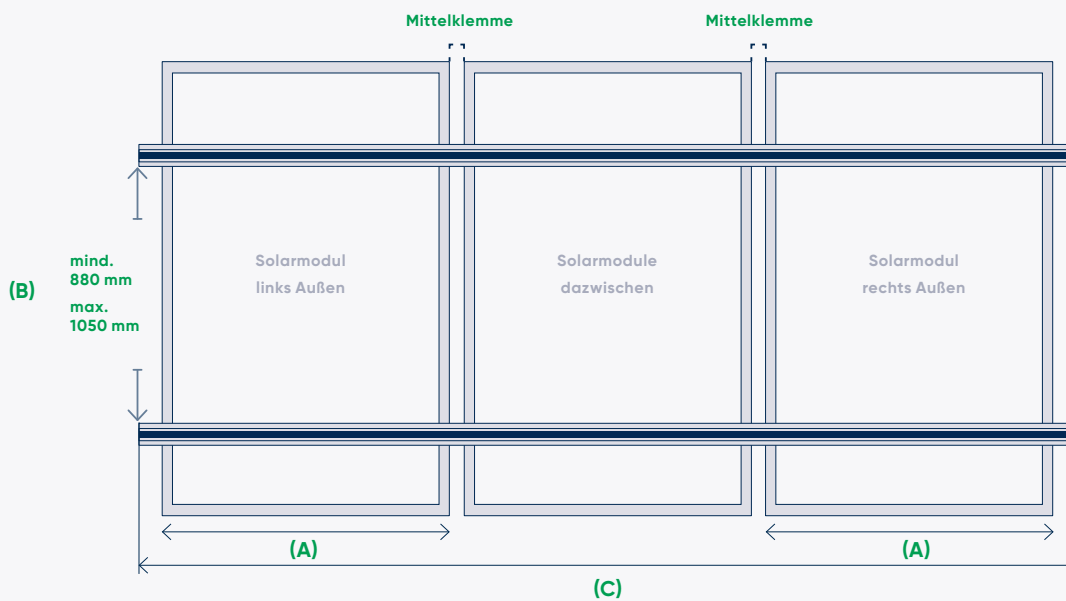 Mittelklemme
Mittelklemme
(B)
mind.
880 mm
max.
1050 mm
Solarmodul
links Außen
Solarmodule
dazwischen
Solarmodul
rechts Außen
(A)
(A)
(C)